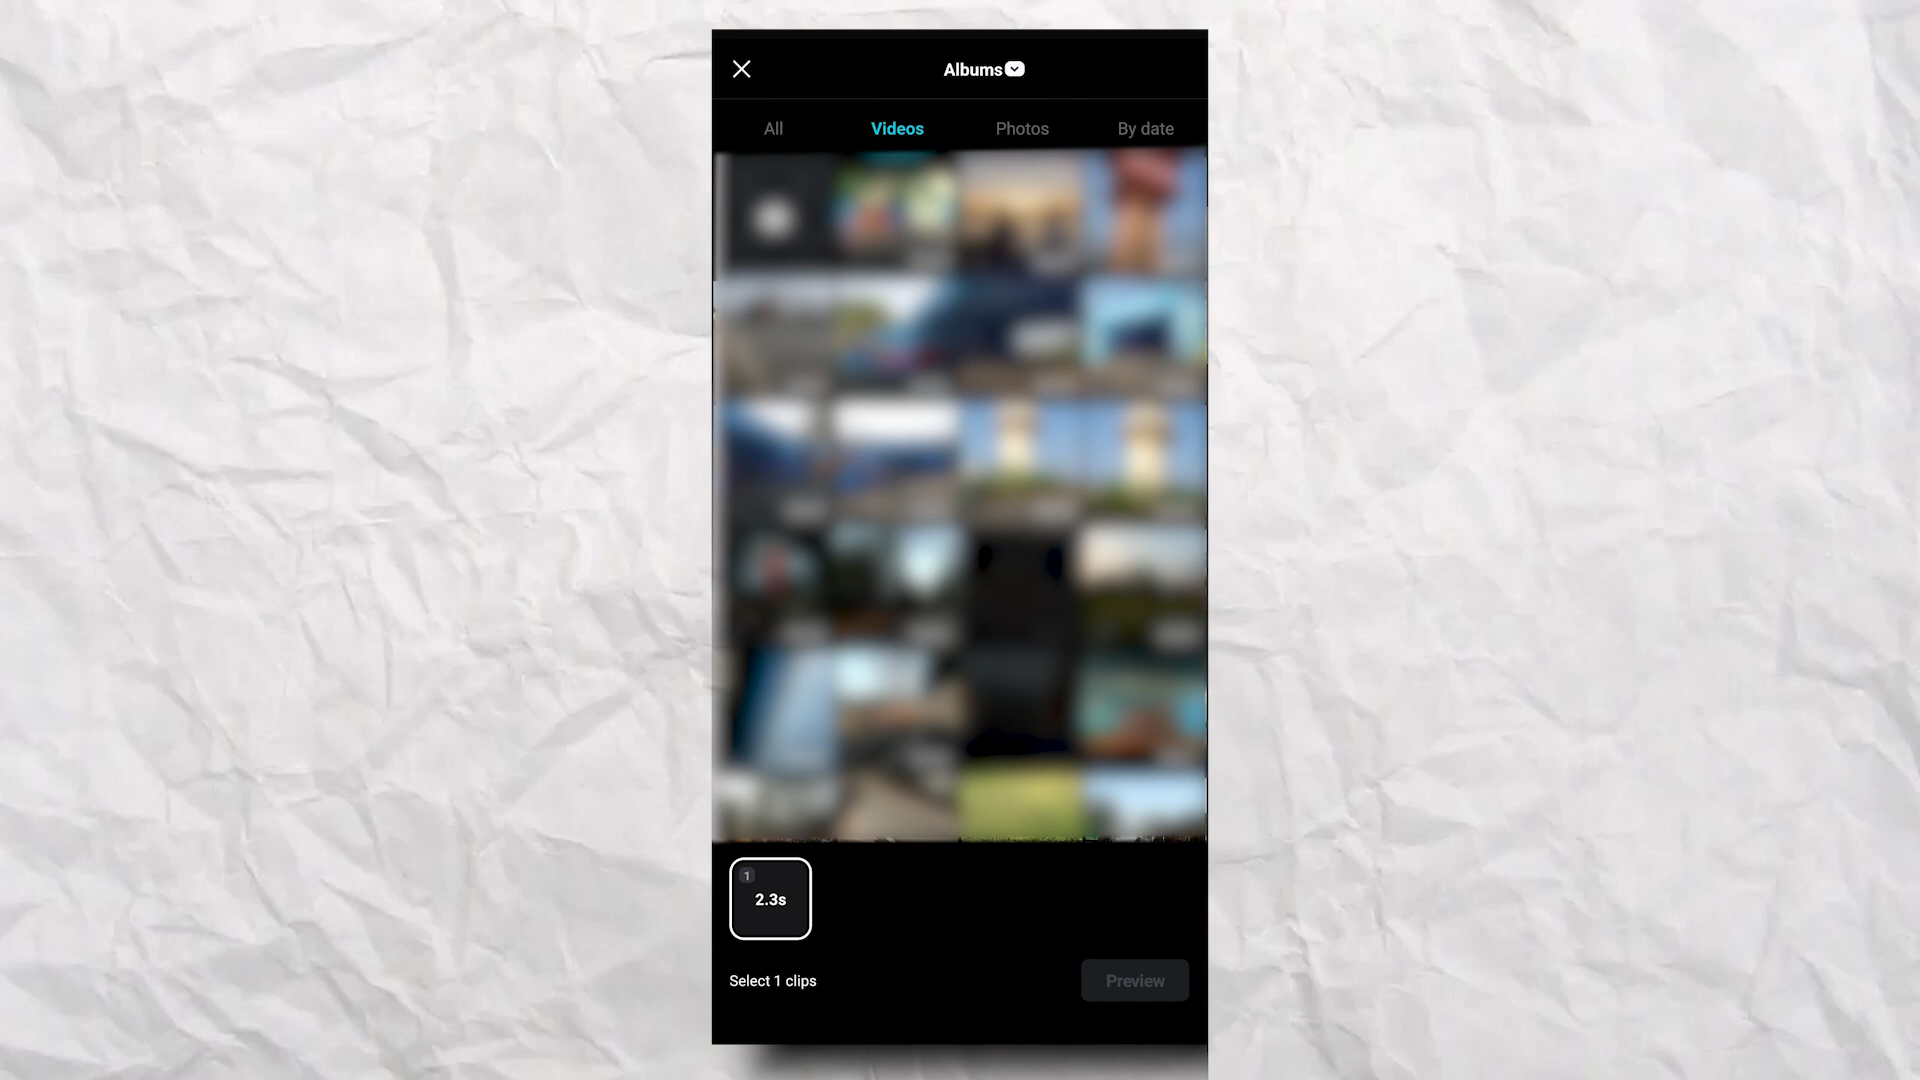 Albums
All Videos Photos By date
1
2.3s
Select 1 clips
Preview